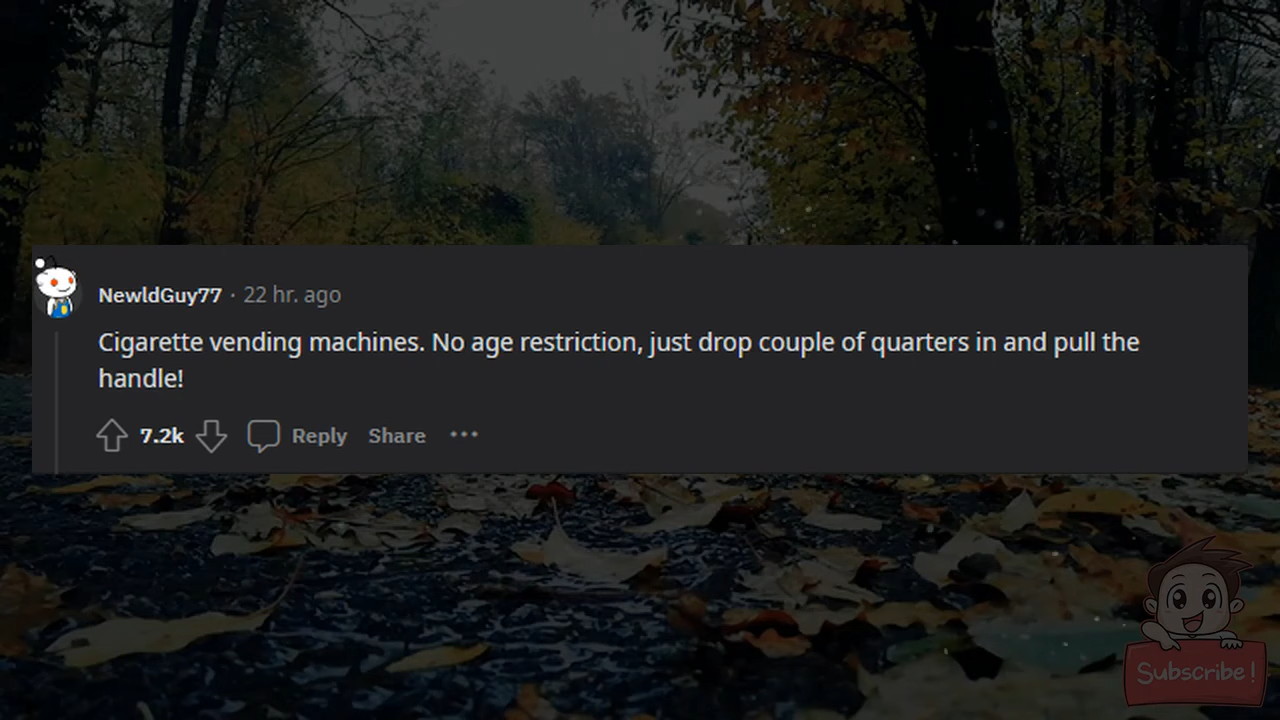 NewldGuy77 · 22 hr. ago
Cigarette vending machines. No age restriction, just drop couple of quarters in and pull the
handle!
7.2k Reply Share ···
Subscribe!